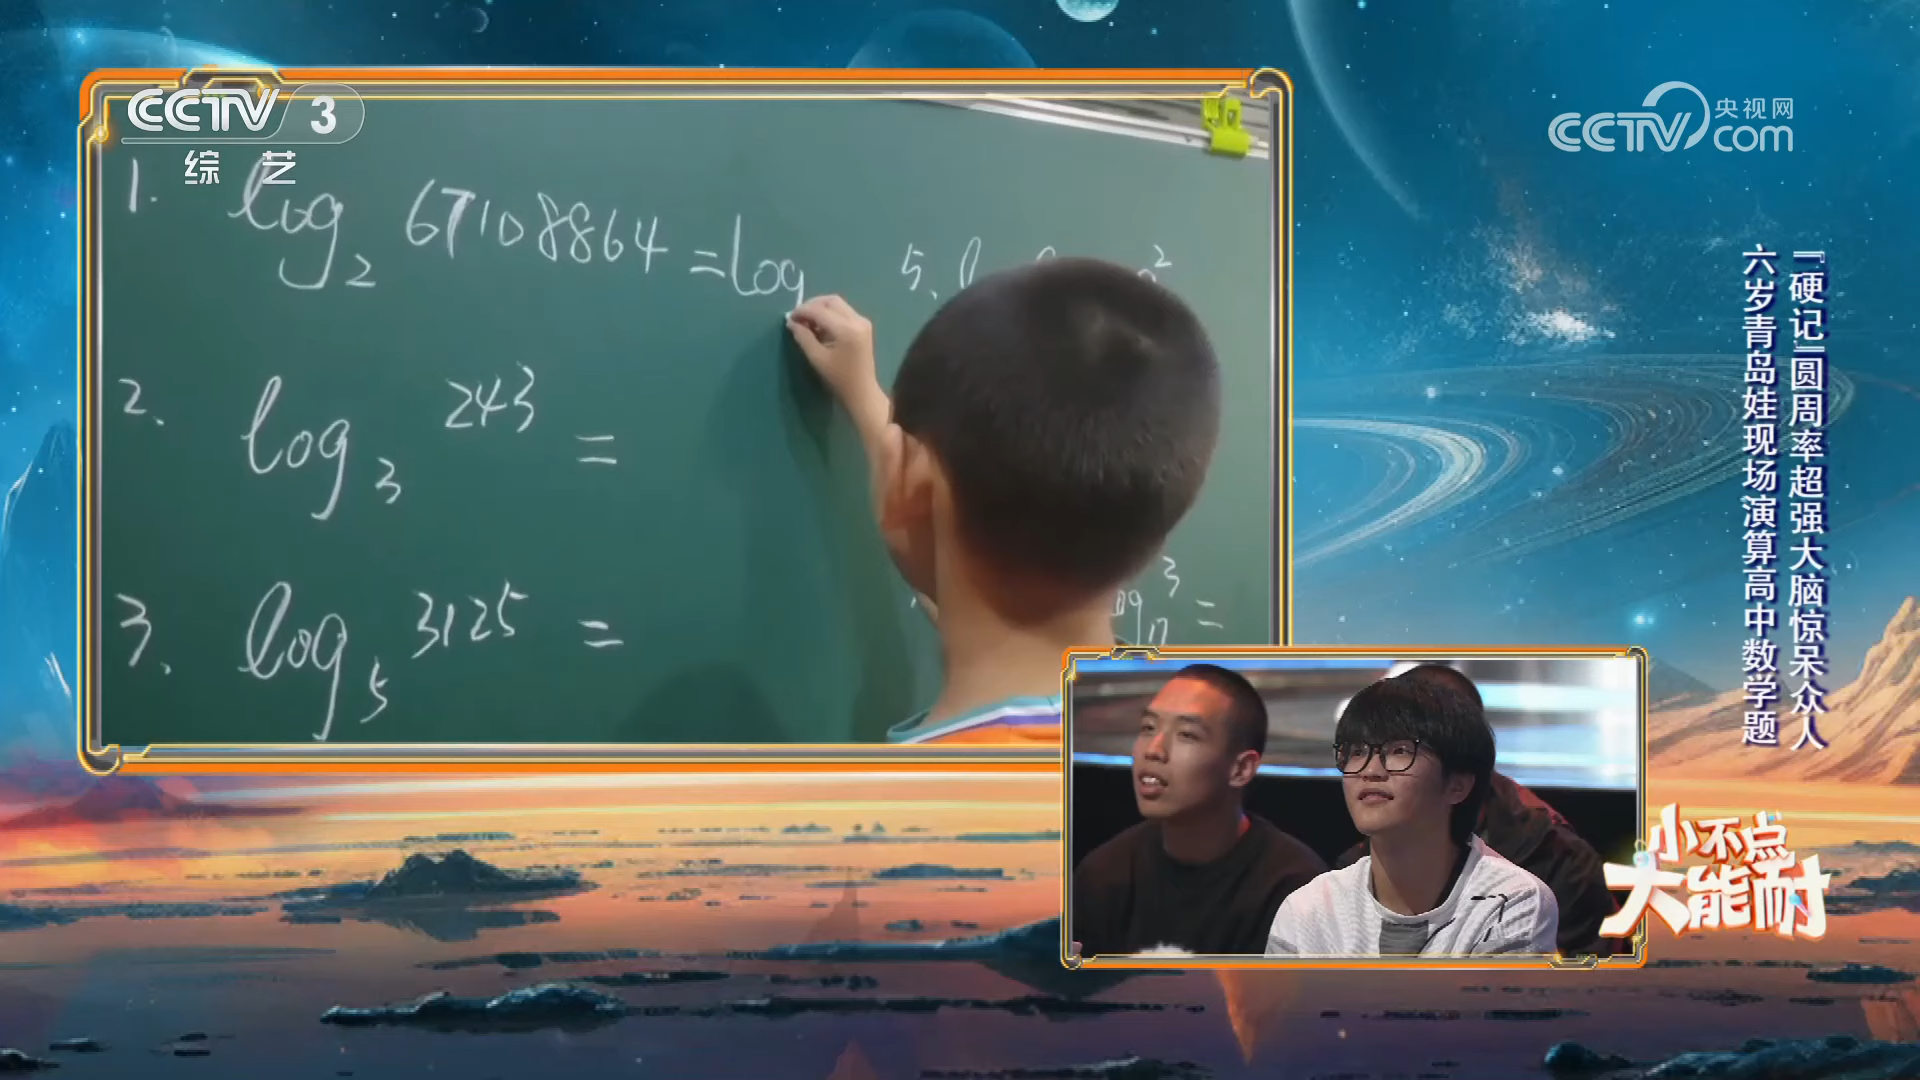 CCTV 3
综艺
央视网
CCTV.com
1. log₂ 67108864 = log
2、 log₃ 243 =
3、 log₅ 3125 =
5、
2
3 =
『硬记』圆周率超强大脑惊呆众人
六岁青岛娃现场演算高中数学题
小不点
大能耐